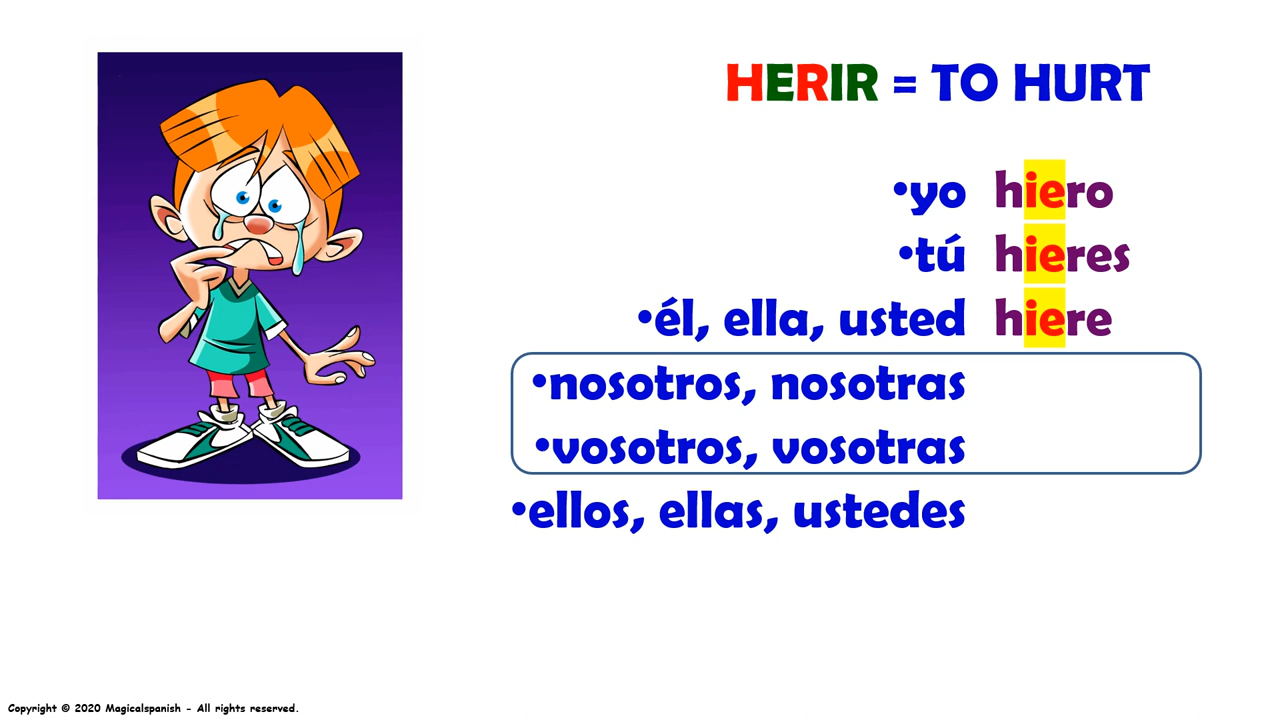 HERIR = TO HURT
•yo hiero
•tú hieres
•él, ella, usted hiere
•nosotros, nosotras
•vosotros, vosotras
•ellos, ellas, ustedes
Copyright © 2020 Magicalspanish - All rights reserved.